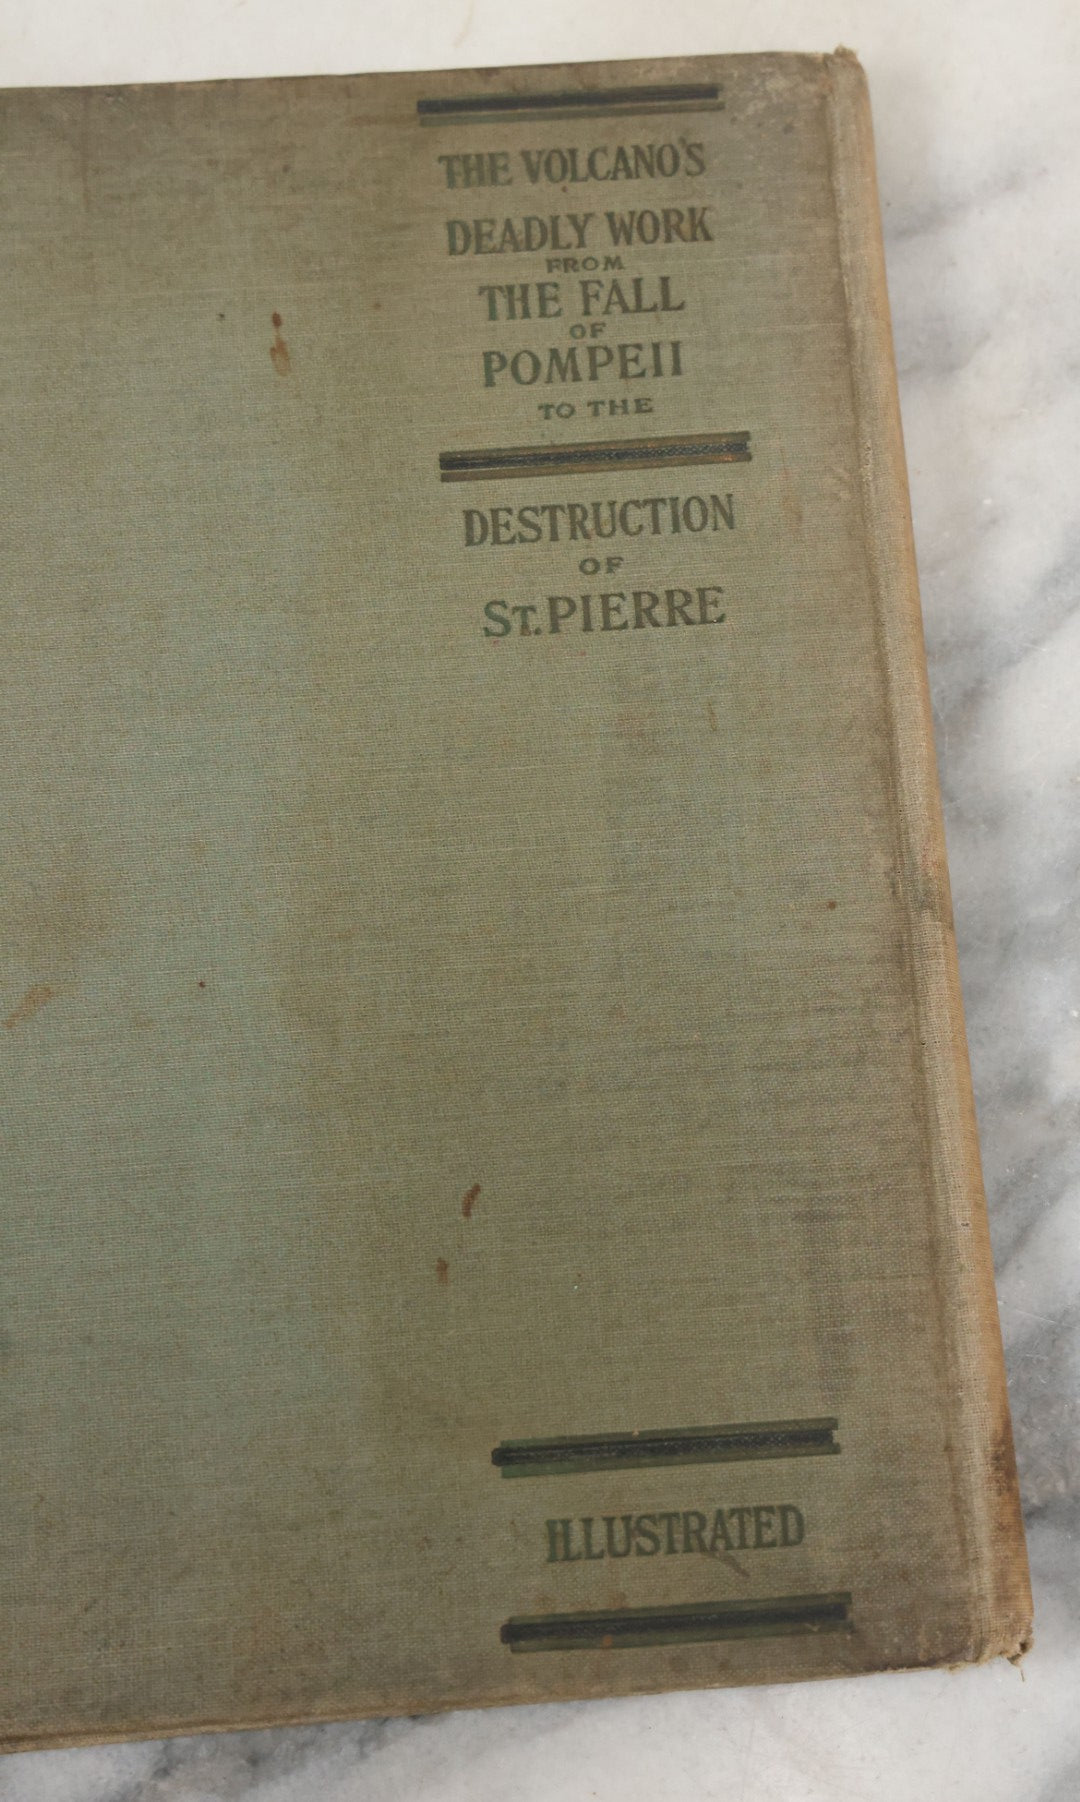 THE VOLCANO'S
DEADLY WORK
FROM
THE FALL
OF
POMPEII
TO THE
DESTRUCTION
OF
ST. PIERRE
ILLUSTRATED